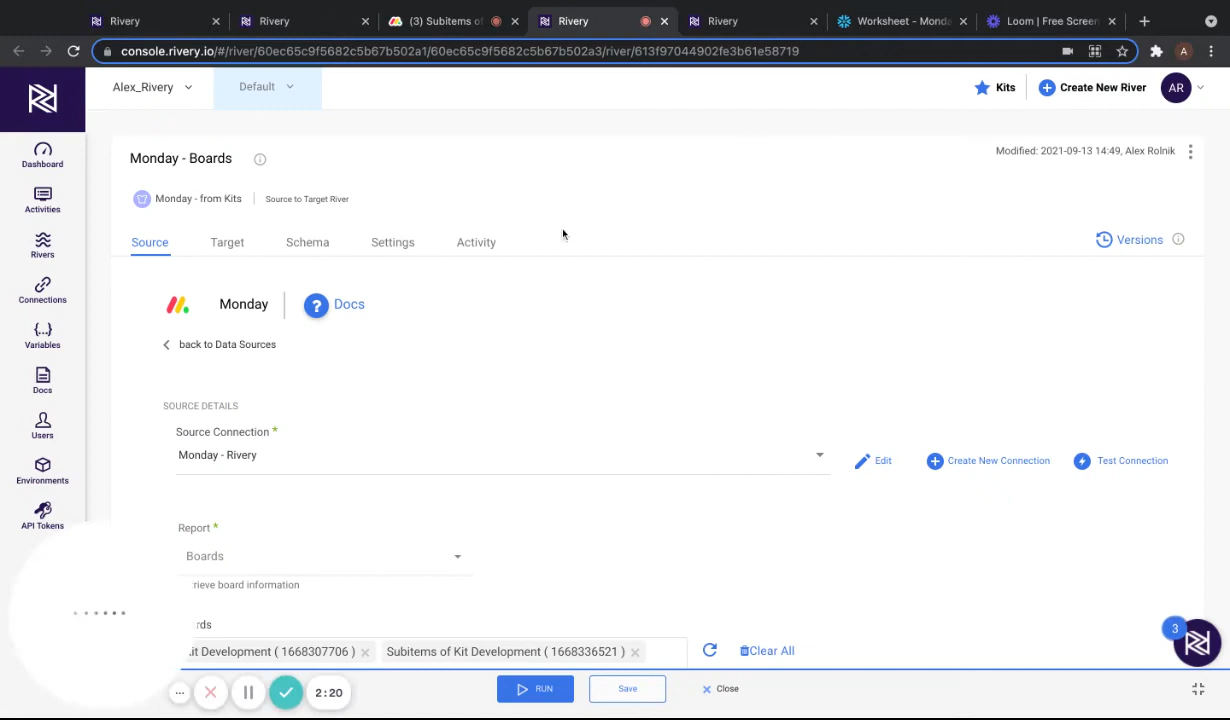 Rivery
Rivery
(3) Subitems of
Rivery
Rivery
Worksheet - Monda
Loom | Free Screen
console.rivery.io/#/river/60ec65c9f5682c5b67b502a1/60ec65c9f5682c5b67b502a3/river/613f97044902fe3b61e58719
A
Alex_Rivery
Default
Kits
Create New River
AR
Dashboard
Activities
Rivers
Connections
Variables
Docs
Users
Environments
API Tokens
Monday - Boards
Modified: 2021-09-13 14:49, Alex Rolnik
Monday - from Kits
Source to Target River
Source
Target
Schema
Settings
Activity
Versions
Monday
Docs
back to Data Sources
SOURCE DETAILS
Source Connection *
Monday - Rivery
Edit
Create New Connection
Test Connection
Report *
Boards
rieve board information
rds
it Development ( 1668307706 )
Subitems of Kit Development ( 1668336521 )
Clear All
3
2:20
RUN
Save
Close